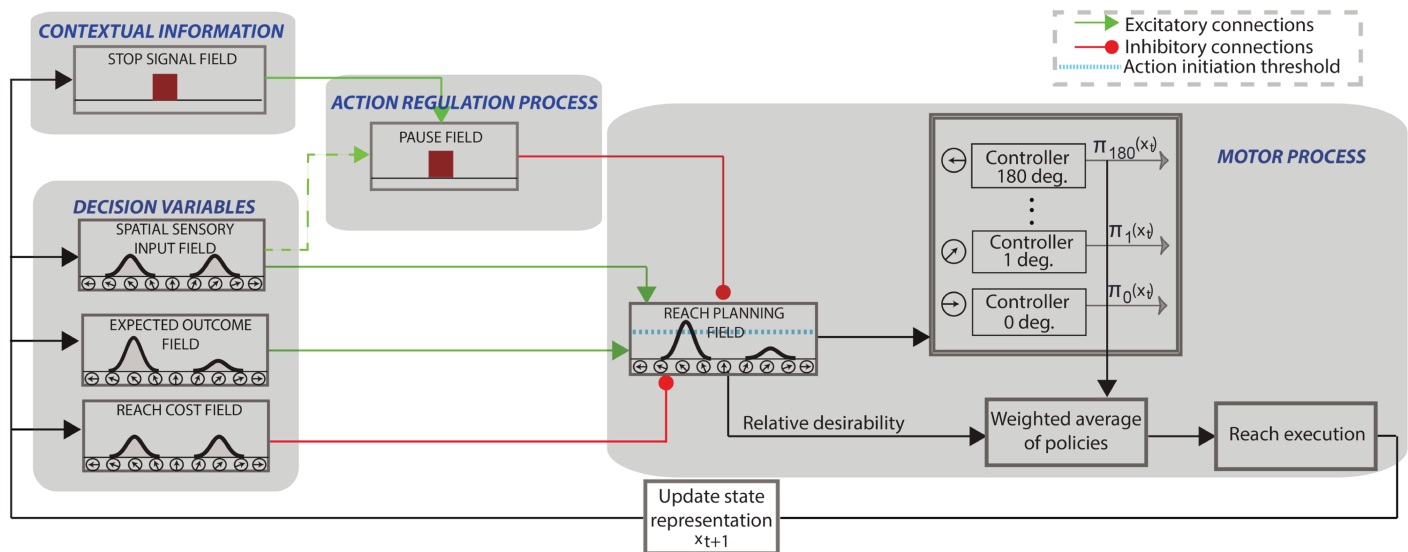 CONTEXTUAL INFORMATION
STOP SIGNAL FIELD
ACTION REGULATION PROCESS
PAUSE FIELD
DECISION VARIABLES
SPATIAL SENSORY
INPUT FIELD
EXPECTED OUTCOME
FIELD
REACH COST FIELD
Excitatory connections
Inhibitory connections
Action initiation threshold
MOTOR PROCESS
Controller
180 deg.
π180(xt)
Controller
1 deg.
π1(xt)
Controller
0 deg.
π0(xt)
REACH PLANNING
FIELD
Relative desirability
Weighted average
of policies
Reach execution
Update state
representation
xt+1